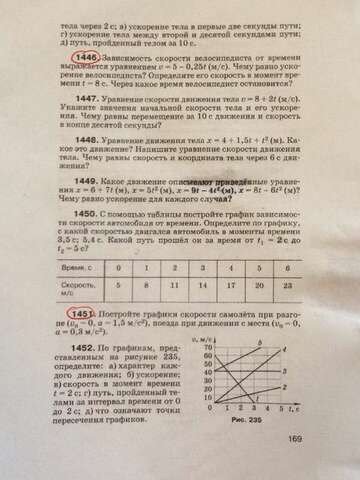 тела через 2 с; в) ускорение тела в первые две секунды пути;
г) ускорение тела между второй и десятой секундами пути;
д) путь, пройденный телом за 10 с.
1446. Зависимость скорости велосипедиста от времени
выражается уравнением v = 5 – 0,25t (м/с). Чему равно уско-
рение велосипедиста? Определите его скорость в момент вре-
мени t = 8 с. Через какое время велосипедист остановится?
1447. Уравнение скорости движения тела v = 8 + 2t (м/с).
Укажите значения начальной скорости тела и его ускоре-
ния. Чему равны перемещение за 10 с движения и скорость
в конце десятой секунды?
1448. Уравнение движения тела x = 4 + 1,5t + t² (м). Ка-
кое это движение? Напишите уравнение скорости движения
тела. Чему равны скорость и координата тела через 6 с дви-
жения?
1449. Какое движение описывают приведённые уравне-
ния x = 6 + 7t (м), x = 5t² (м), x = 9t – 4t² (м), x = 8t – 6t² (м)?
Чему равно ускорение для каждого случая?
1450. С помощью таблицы постройте график зависимос-
ти скорости автомобиля от времени. Определите по графику,
с какой скоростью двигался автомобиль в моменты времени
3,5 с; 5,4 с. Какой путь прошёл он за время от t₁ = 2 с до
t₂ = 5 с?
Время, с 0 1 2 3 4 5 6
Скорость, м/с 5 8 11 14 17 20 23
1451. Постройте графики скорости самолёта при разго-
не (v₀ = 0, a = 1,5 м/с²), поезда при движении с места (v₀ = 0,
a = 0,3 м/с²).
1452. По графикам, пред-
ставленным на рисунке 235,
определите: а) характер каж-
дого движения; б) ускорение;
в) скорость в момент времени
t = 2 с; г) путь, пройденный те-
лами за интервал времени от 0
до 2 с; д) что означают точки
пересечения графиков.
v, м/с
70
60
50
40
30
20
10
0 1 2 3 4 5 t, с
5
4
3
2
1
Рис. 235
169